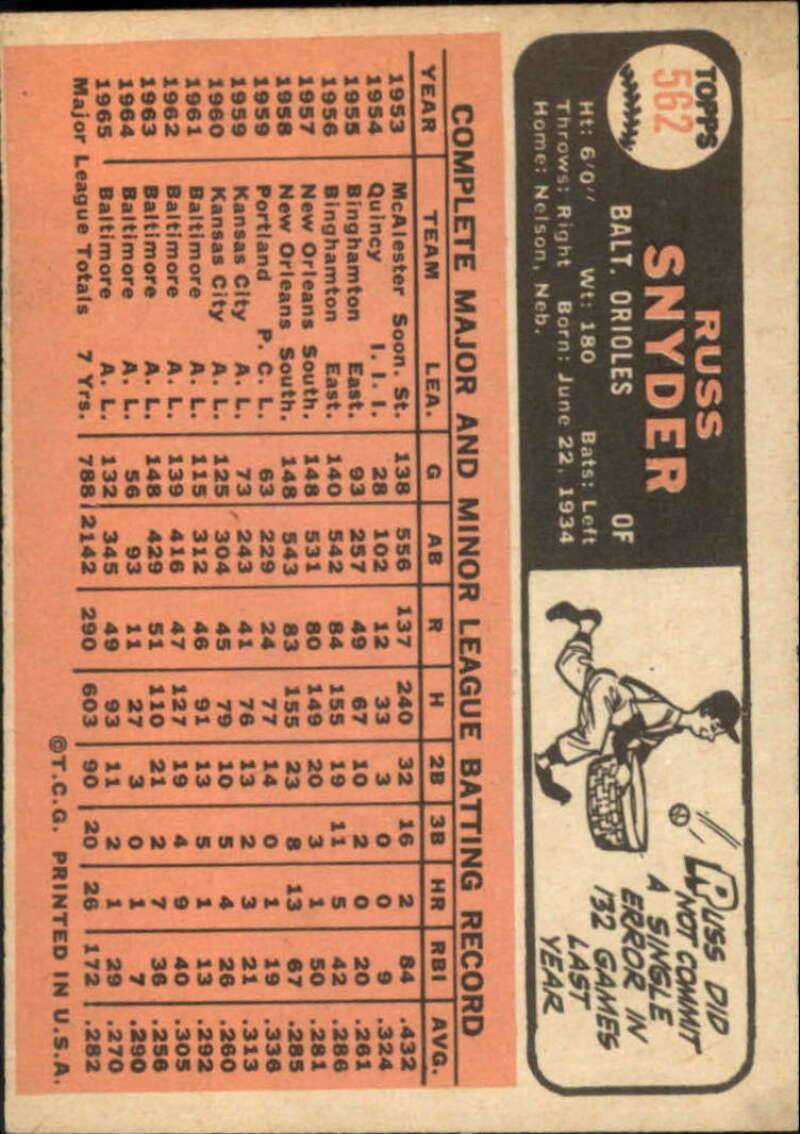 TOPPS
562
RUSS
SNYDER
BALT. ORIOLES OF
Ht: 6'0" Wt: 180 Bats: Left
Throws: Right Born: June 22, 1934
Home: Nelson, Neb.
RUSS DID
NOT COMMIT
A SINGLE
ERROR IN
132 GAMES
LAST
YEAR
COMPLETE MAJOR AND MINOR LEAGUE BATTING RECORD
YEAR TEAM LEA. G AB R H 2B 3B HR RBI AVG.
1953 McAlester Soon. St. 138 556 137 240 32 16 2 84 .432
1954 Quincy I. I. I. 28 102 12 33 3 0 0 9 .324
1955 Binghamton East. 93 257 49 67 10 2 0 20 .261
1956 Binghamton East. 140 542 84 155 19 11 5 42 .286
1957 New Orleans South. 148 531 80 149 20 3 1 50 .281
1958 New Orleans South. 148 543 83 155 23 8 13 67 .285
1959 Portland P. C. L. 63 229 24 77 14 0 1 19 .336
1959 Kansas City A. L. 73 243 41 76 13 2 3 21 .313
1960 Kansas City A. L. 125 304 45 79 10 5 4 26 .260
1961 Baltimore A. L. 115 312 46 91 13 5 1 13 .292
1962 Baltimore A. L. 139 416 47 127 19 4 9 40 .305
1963 Baltimore A. L. 148 429 51 110 21 2 7 36 .256
1964 Baltimore A. L. 56 93 11 27 3 0 1 7 .290
1965 Baltimore A. L. 132 345 49 93 11 2 1 29 .270
Major League Totals 7 Yrs. 788 2142 290 603 90 20 26 172 .282
©T.C.G. PRINTED IN U.S.A.